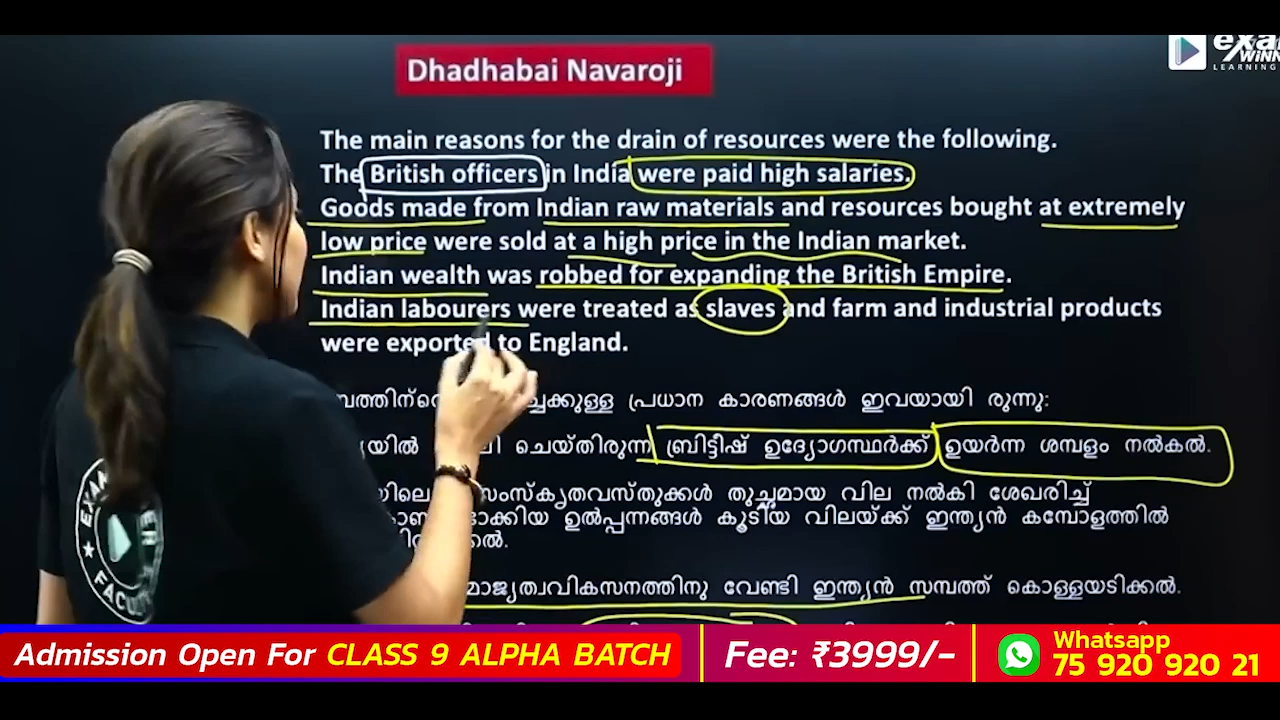 Dhadhabai Navaroji
exa
WiNN
LEARNING
The main reasons for the drain of resources were the following.
The British officers in India were paid high salaries.
Goods made from Indian raw materials and resources bought at extremely
low price were sold at a high price in the Indian market.
Indian wealth was robbed for expanding the British Empire.
Indian labourers were treated as slaves and farm and industrial products
were exported to England.
പ്രധാന കാരണങ്ങൾ ഇവയായി രുന്നു:
ചെയ്തിരുന്ന ബ്രിട്ടീഷ് ഉദ്യോഗസ്ഥർക്ക് ഉയർന്ന ശമ്പളം നൽകൽ.
തുച്ഛമായ വില നൽകി ശേഖരിച്ച്
ഉൽപ്പന്നങ്ങൾ കൂടിയ വിലയ്ക്ക് ഇന്ത്യൻ കമ്പോളത്തിൽ
വേണ്ടി ഇന്ത്യൻ സമ്പത്ത് കൊള്ളയടിക്കൽ.
EXAM
FACUL
Admission Open For CLASS 9 ALPHA BATCH
Fee: ₹3999/-
Whatsapp
75 920 920 21